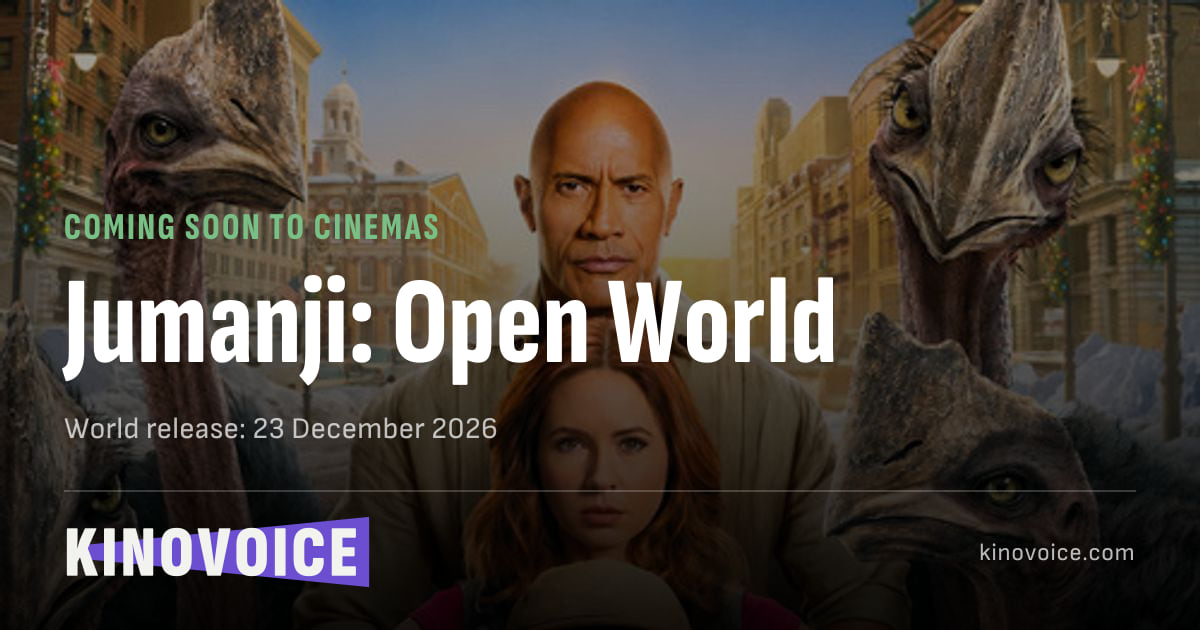 COMING SOON TO CINEMAS
Jumanji: Open World
World release: 23 December 2026
KINOVOICE
kinovoice.com